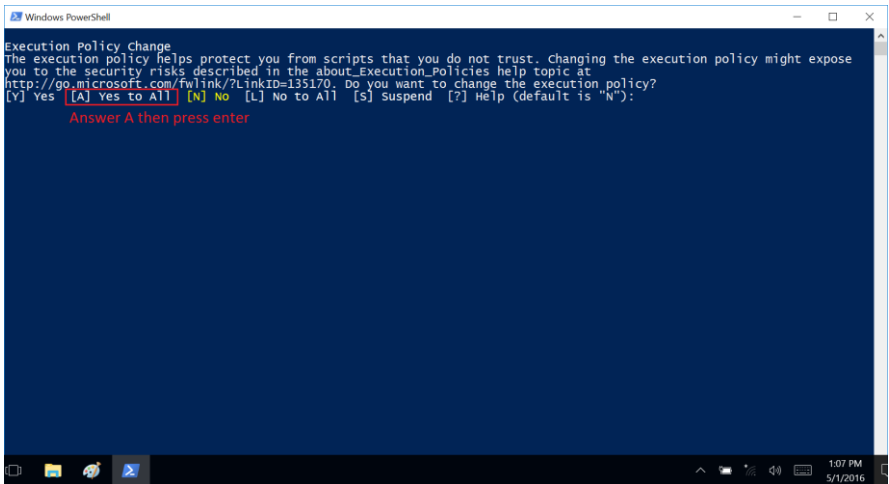 Windows PowerShell
Execution Policy Change
The execution policy helps protect you from scripts that you do not trust. Changing the execution policy might expose
you to the security risks described in the about_Execution_Policies help topic at
http://go.microsoft.com/fwlink/?LinkID=135170. Do you want to change the execution policy?
[Y] Yes [A] Yes to All [N] No [L] No to All [S] Suspend [?] Help (default is "N"):
Answer A then press enter
1:07 PM
5/1/2016